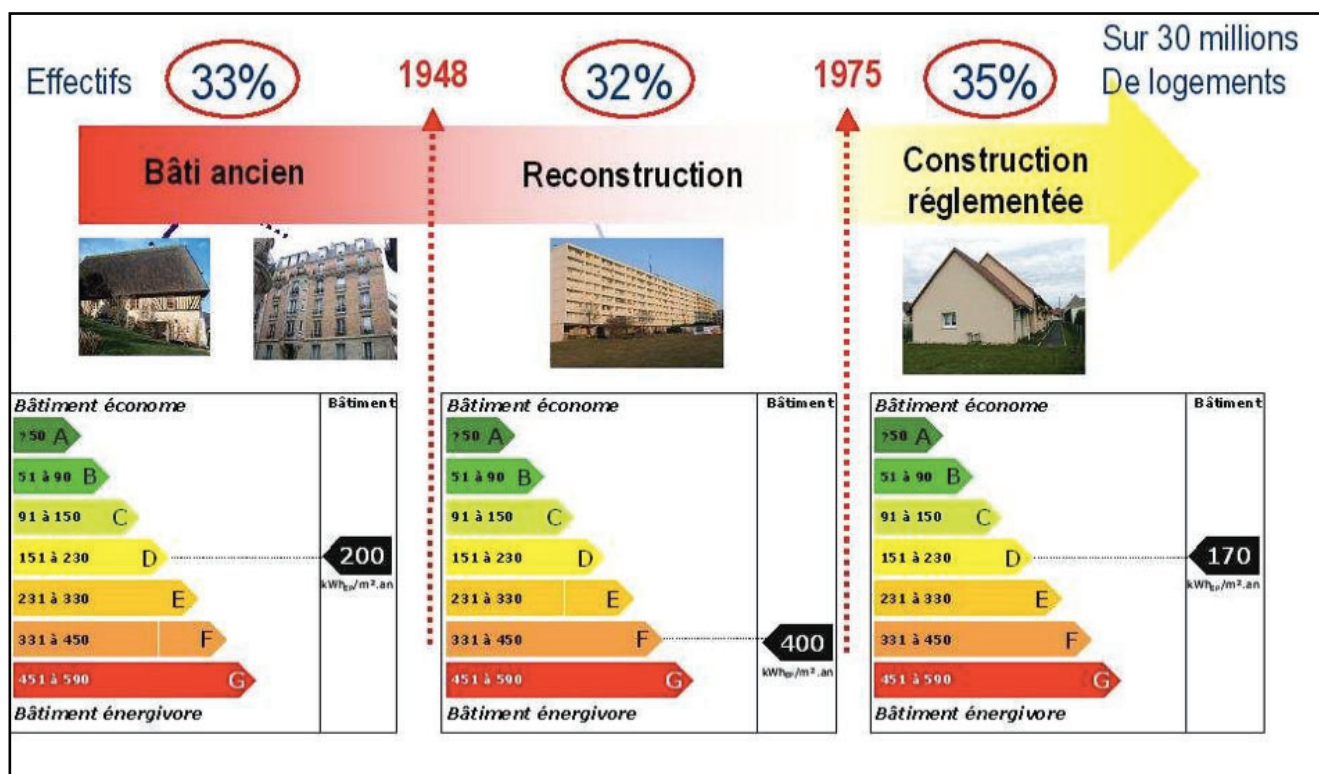 Effectifs
33%
1948
32%
1975
35%
Sur 30 millions
De logements
Bâti ancien
Reconstruction
Construction
réglementée
Bâtiment économe
Bâtiment
?50 A
51 à 90 B
91 à 150 C
151 à 230 D
200
kWhEP/m².an
231 à 330 E
331 à 450 F
451 à 590 G
Bâtiment énergivore
Bâtiment économe
Bâtiment
?50 A
51 à 90 B
91 à 150 C
151 à 230 D
231 à 330 E
331 à 450 F
400
kWhEP/m².an
451 à 590 G
Bâtiment énergivore
Bâtiment économe
Bâtiment
?50 A
51 à 90 B
91 à 150 C
151 à 230 D
170
kWhEP/m².an
231 à 330 E
331 à 450 F
451 à 590 G
Bâtiment énergivore